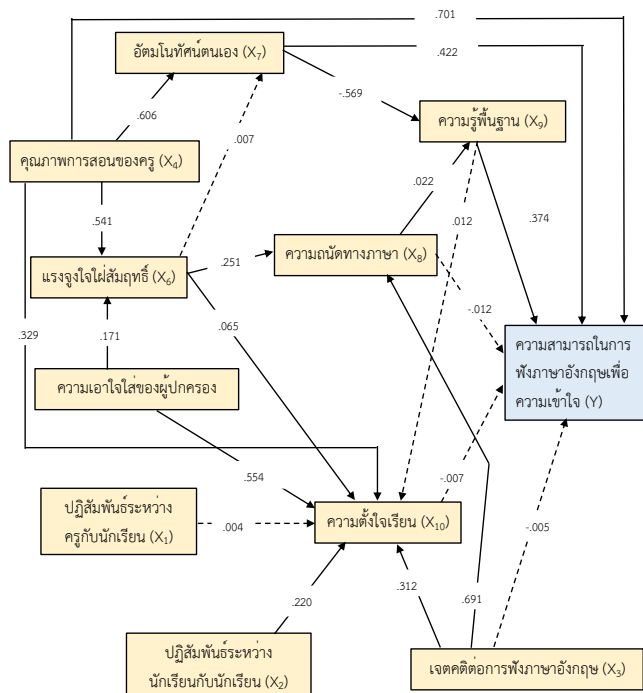 .701
อัตมโนทัศน์ตนเอง (X7)
.422
-.569
.606
.007
ความรู้พื้นฐาน (X9)
คุณภาพการสอนของครู (X4)
.022
.012
.541
.374
ความถนัดทางภาษา (X8)
แรงจูงใจใฝ่สัมฤทธิ์ (X6)
.251
-.012
.329
.171
.065
ความสามารถในการ
ฟังภาษาอังกฤษเพื่อ
ความเข้าใจ (Y)
ความเอาใจใส่ของผู้ปกครอง
.554
-.007
ปฏิสัมพันธ์ระหว่าง
ครูกับนักเรียน (X1)
.004
ความตั้งใจเรียน (X10)
-.005
.312
.220
.691
ปฏิสัมพันธ์ระหว่าง
นักเรียนกับนักเรียน (X2)
เจตคติต่อการฟังภาษาอังกฤษ (X3)